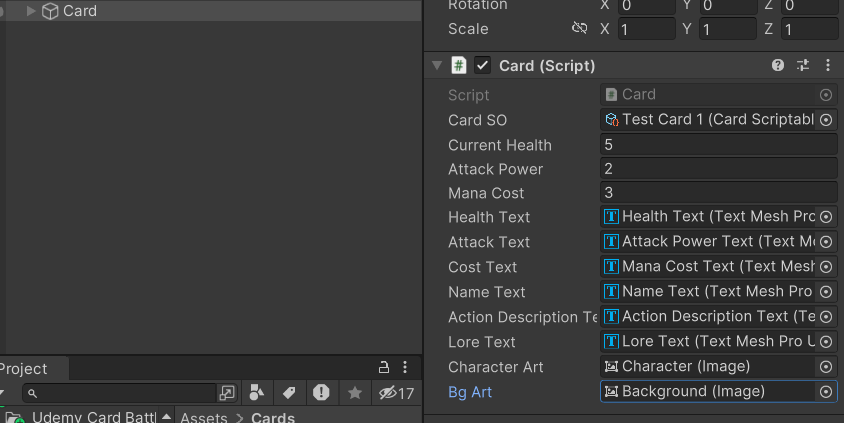 Card
Rotation X 0 Y 0 Z 0
Scale X 1 Y 1 Z 1
# Card (Script)
Script # Card
Card SO Test Card 1 (Card Scriptabl
Current Health 5
Attack Power 2
Mana Cost 3
Health Text T Health Text (Text Mesh Pro
Attack Text T Attack Power Text (Text M
Cost Text T Mana Cost Text (Text Mesh
Name Text T Name Text (Text Mesh Pro
Action Description Te T Action Description Text (Te
Lore Text T Lore Text (Text Mesh Pro U
Character Art Character (Image)
Bg Art Background (Image)
Project
17
Udemy Card Battl
Assets > Cards